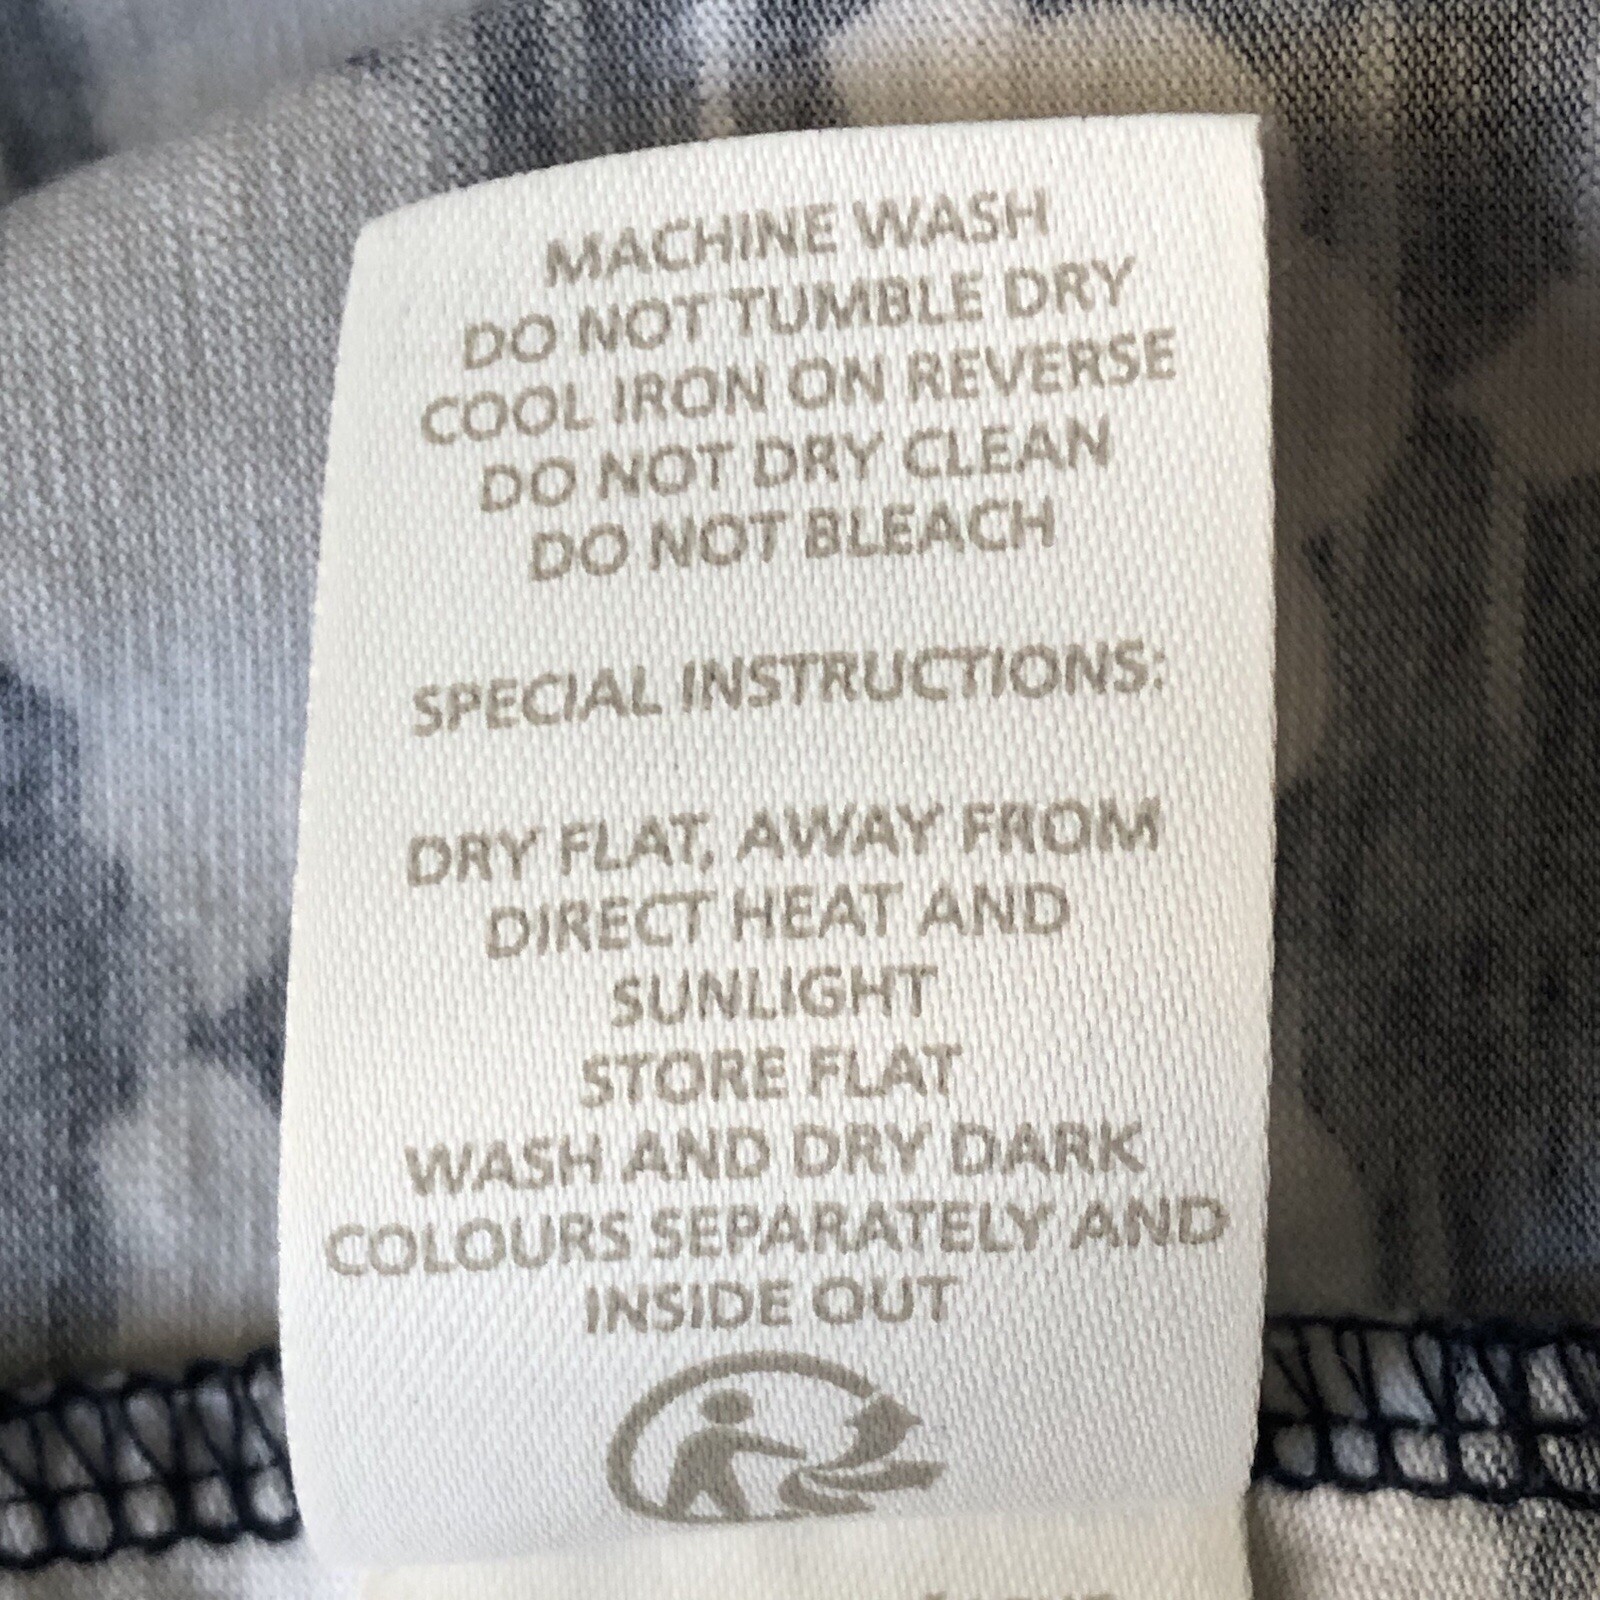 MACHINE WASH
DO NOT TUMBLE DRY
COOL IRON ON REVERSE
DO NOT DRY CLEAN
DO NOT BLEACH
SPECIAL INSTRUCTIONS:
DRY FLAT, AWAY FROM
DIRECT HEAT AND
SUNLIGHT
STORE FLAT
WASH AND DRY DARK
COLOURS SEPARATELY AND
INSIDE OUT